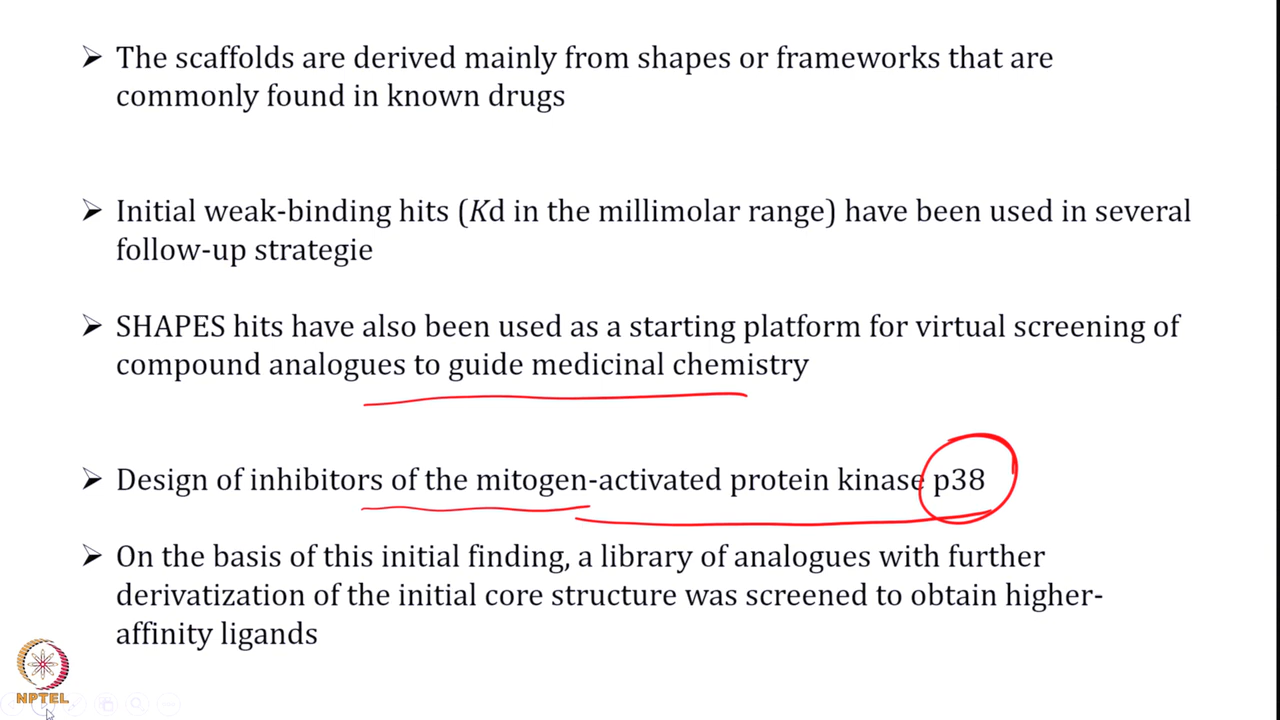 ➢ The scaffolds are derived mainly from shapes or frameworks that are
commonly found in known drugs
➢ Initial weak-binding hits (Kd in the millimolar range) have been used in several
follow-up strategie
➢ SHAPES hits have also been used as a starting platform for virtual screening of
compound analogues to guide medicinal chemistry
➢ Design of inhibitors of the mitogen-activated protein kinase p38
➢ On the basis of this initial finding, a library of analogues with further
derivatization of the initial core structure was screened to obtain higher-
affinity ligands
NPTEL